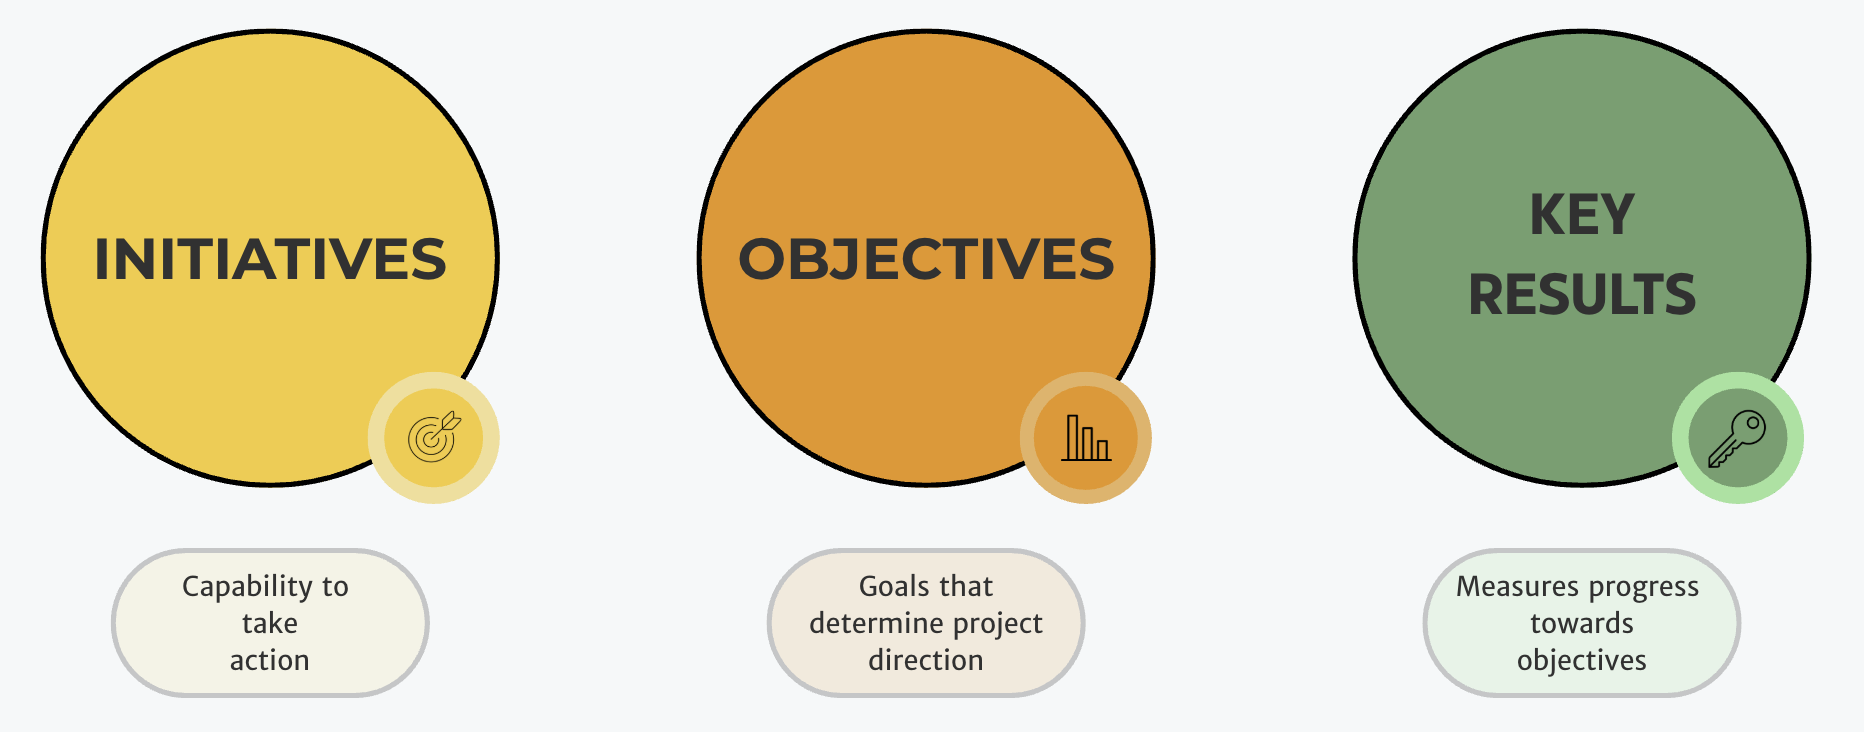 INITIATIVES
Capability to
take
action
OBJECTIVES
Goals that
determine project
direction
KEY
RESULTS
Measures progress
towards
objectives